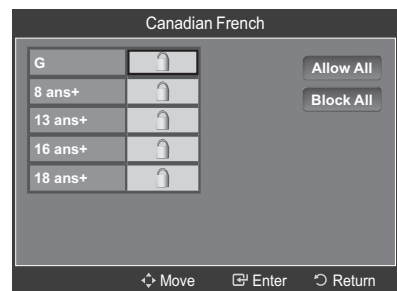 Canadian French
G
Allow All
8 ans+
Block All
13 ans+
16 ans+
18 ans+
Move Enter Return